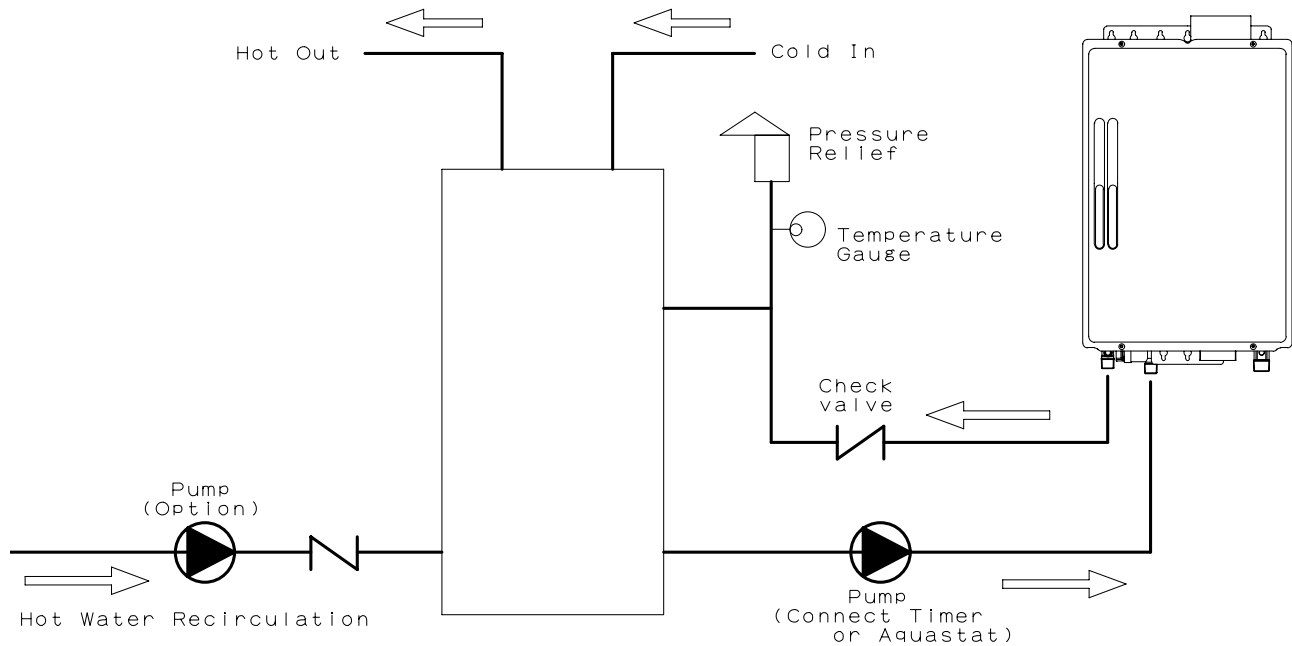 Hot Out
Cold In
Pressure
Relief
Temperature
Gauge
Check
valve
Pump
(Option)
Hot Water Recirculation
Pump
(Connect Timer
or Aquastat)